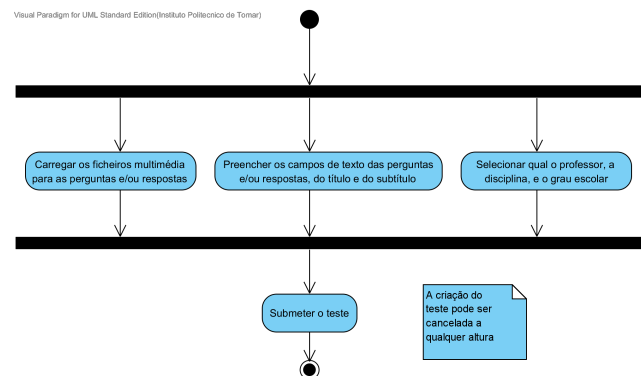 Visual Paradigm for UML Standard Edition(Instituto Politecnico de Tomar)
Carregar os ficheiros multimédia
para as perguntas e/ou respostas
Preencher os campos de texto das perguntas
e/ou respostas, do título e do subtítulo
Selecionar qual o professor, a
disciplina, e o grau escolar
Submeter o teste
A criação do
teste pode ser
cancelada a
qualquer altura